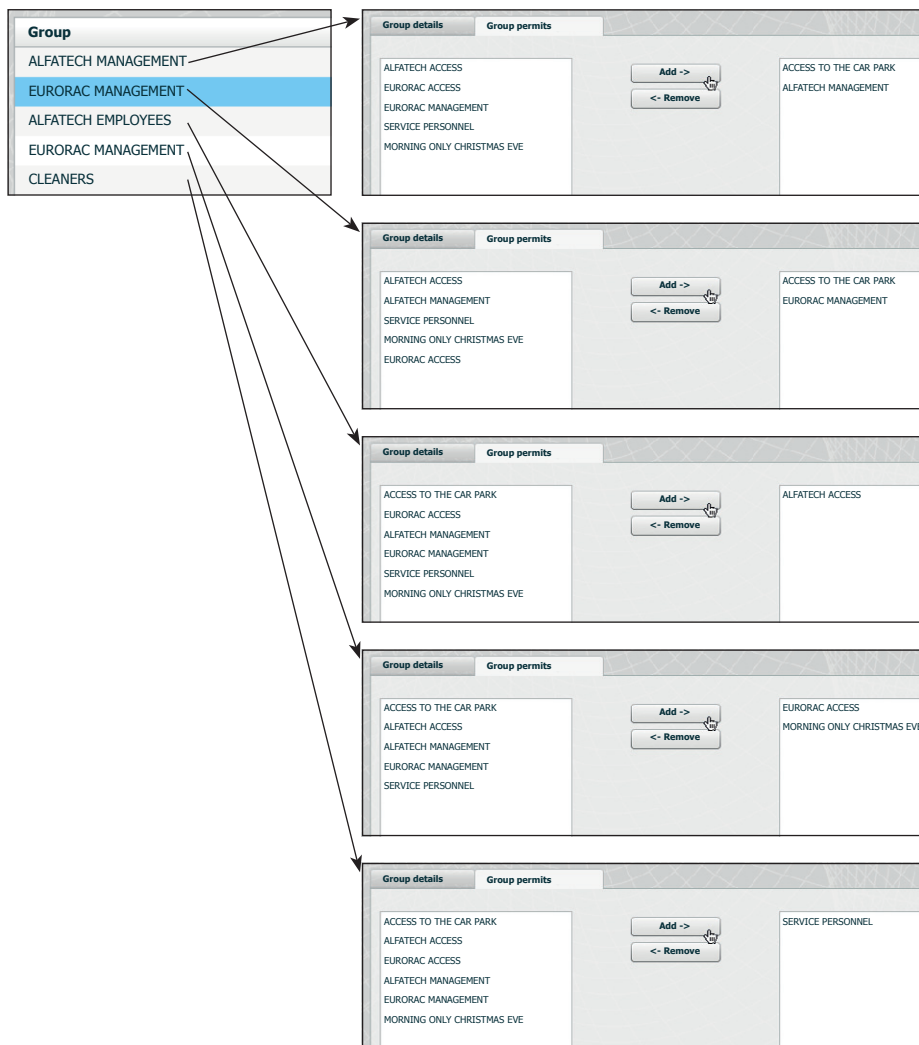 Group
ALFATECH MANAGEMENT
EURORAC MANAGEMENT
ALFATECH EMPLOYEES
EURORAC MANAGEMENT
CLEANERS
Group details
Group permits
ALFATECH ACCESS
EURORAC ACCESS
EURORAC MANAGEMENT
SERVICE PERSONNEL
MORNING ONLY CHRISTMAS EVE
Add ->
<- Remove
ACCESS TO THE CAR PARK
ALFATECH MANAGEMENT
Group details
Group permits
ALFATECH ACCESS
ALFATECH MANAGEMENT
SERVICE PERSONNEL
MORNING ONLY CHRISTMAS EVE
EURORAC ACCESS
Add ->
<- Remove
ACCESS TO THE CAR PARK
EURORAC MANAGEMENT
Group details
Group permits
ACCESS TO THE CAR PARK
EURORAC ACCESS
ALFATECH MANAGEMENT
EURORAC MANAGEMENT
SERVICE PERSONNEL
MORNING ONLY CHRISTMAS EVE
Add ->
<- Remove
ALFATECH ACCESS
Group details
Group permits
ACCESS TO THE CAR PARK
ALFATECH ACCESS
ALFATECH MANAGEMENT
EURORAC MANAGEMENT
SERVICE PERSONNEL
Add ->
<- Remove
EURORAC ACCESS
MORNING ONLY CHRISTMAS EVE
Group details
Group permits
ACCESS TO THE CAR PARK
ALFATECH ACCESS
EURORAC ACCESS
ALFATECH MANAGEMENT
EURORAC MANAGEMENT
MORNING ONLY CHRISTMAS EVE
Add ->
<- Remove
SERVICE PERSONNEL